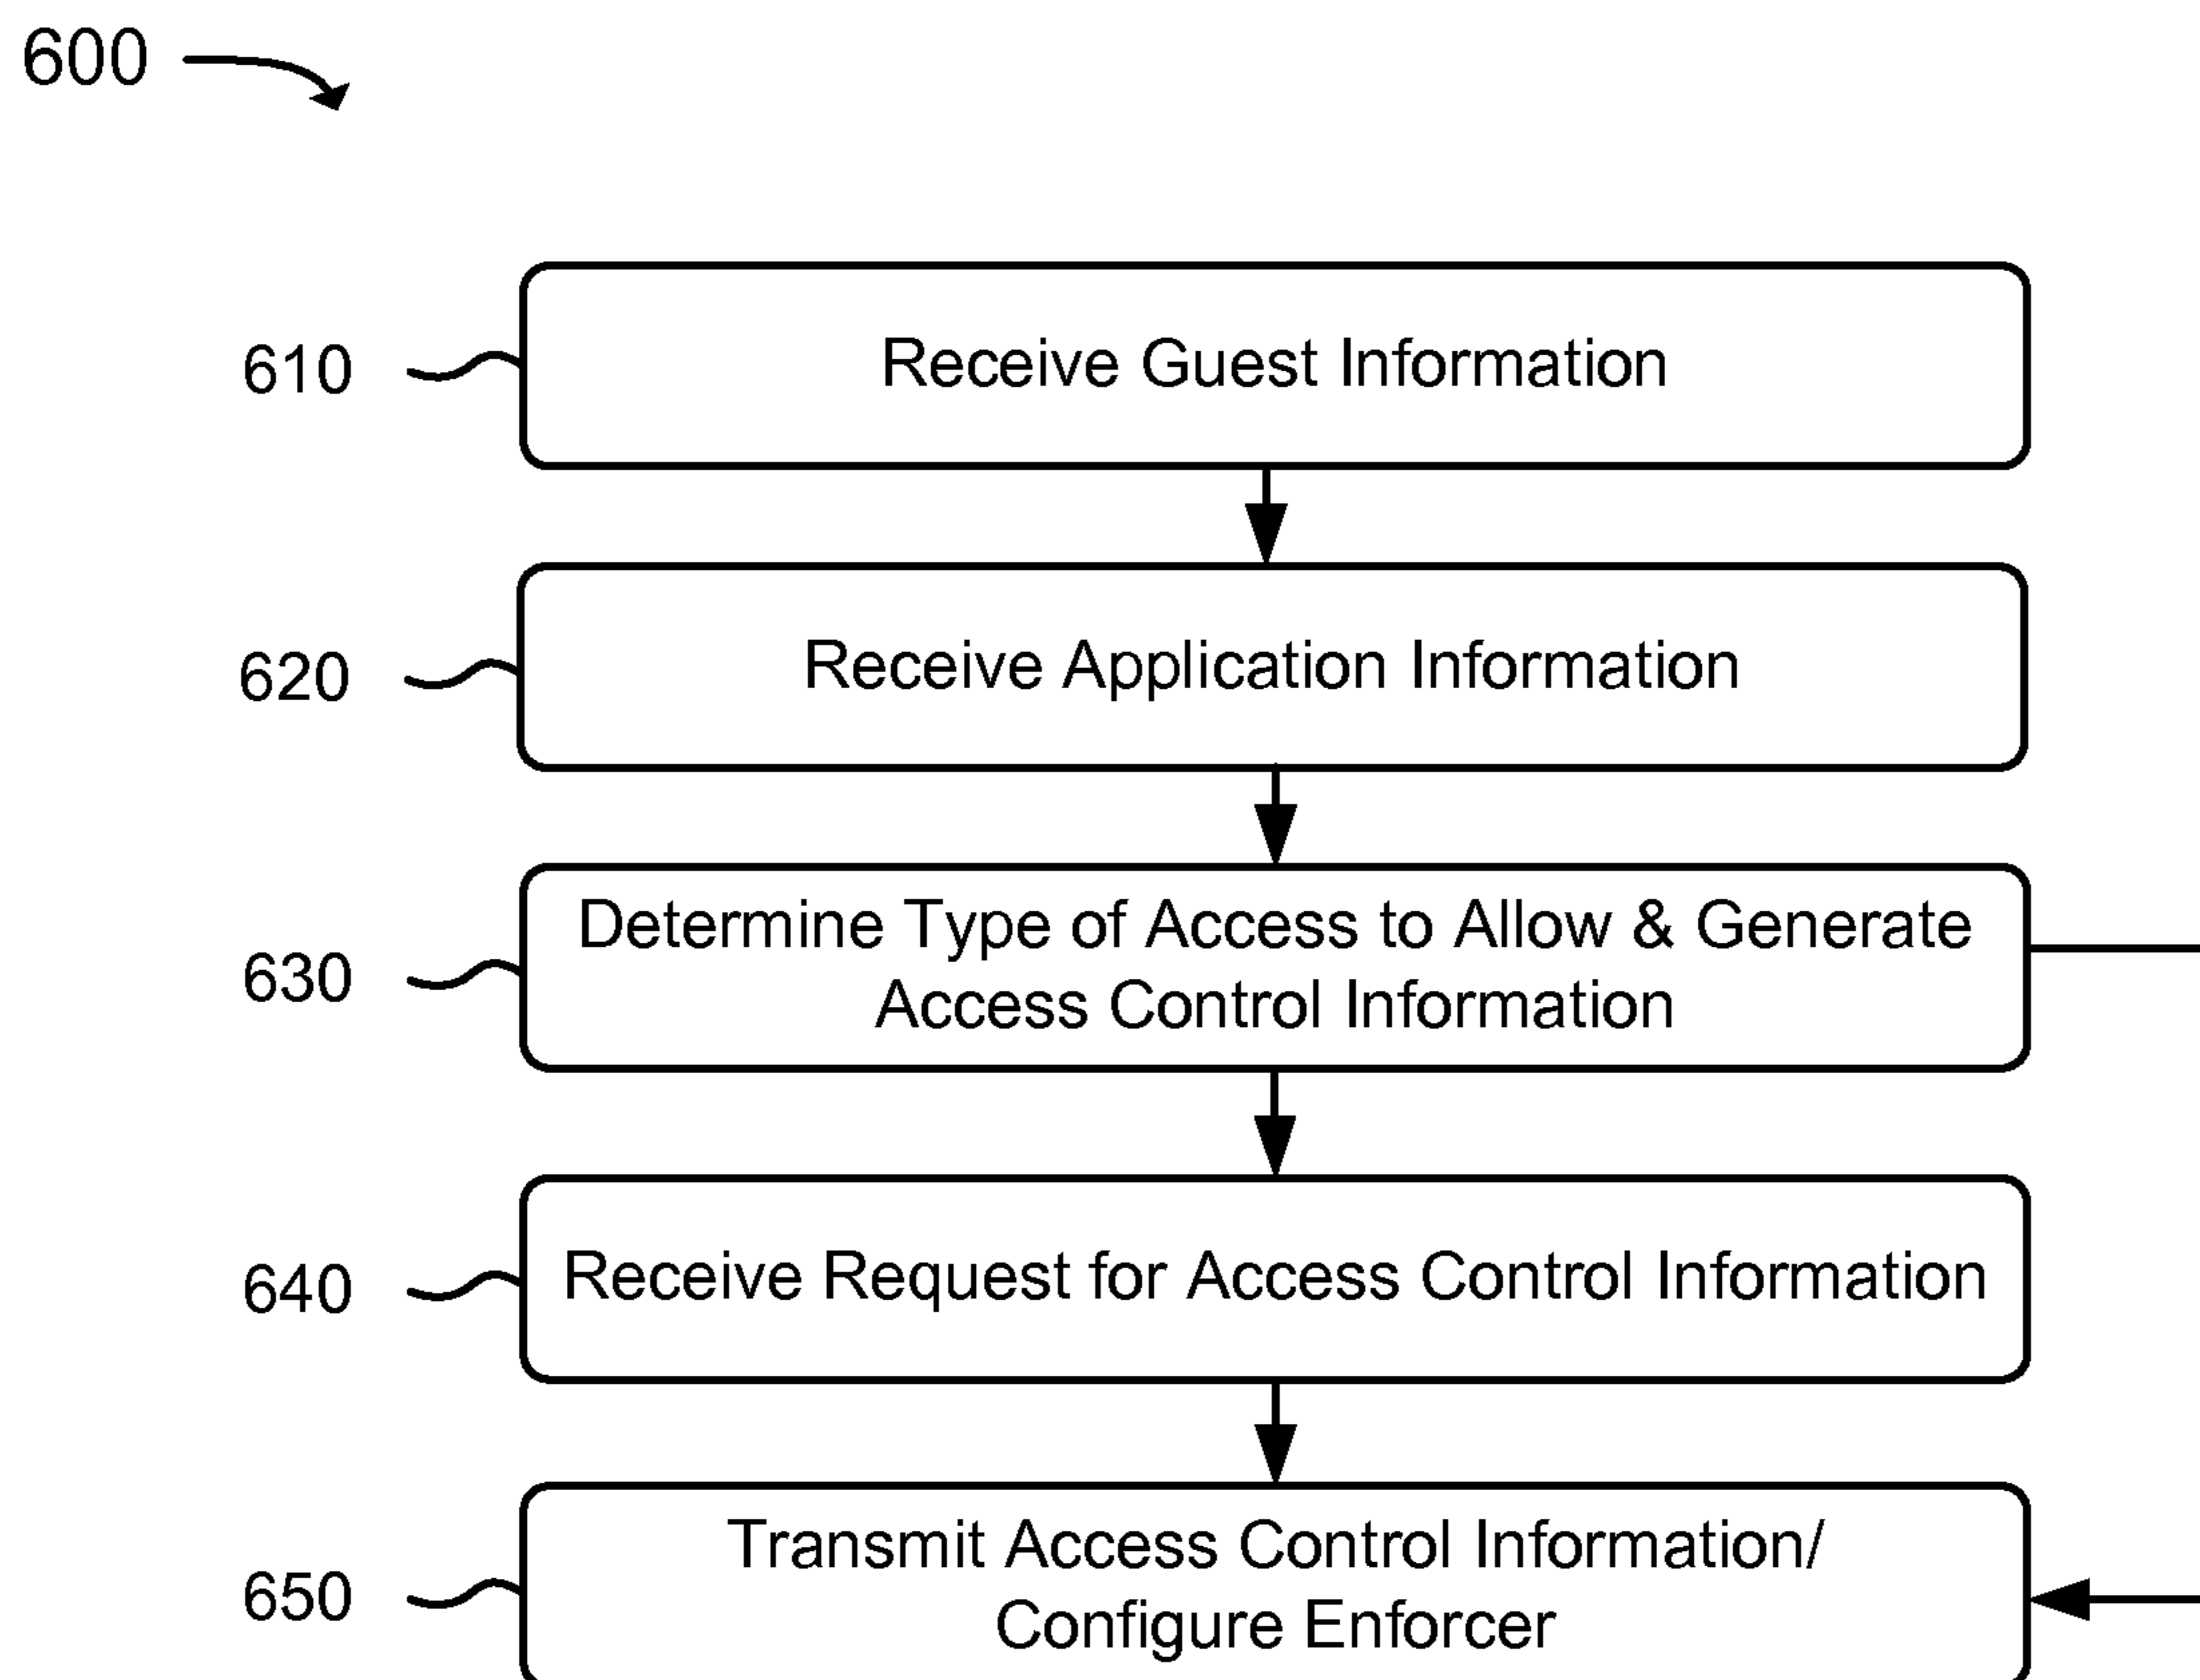 600
610
Receive Guest Information
620
Receive Application Information
630
Determine Type of Access to Allow & Generate
Access Control Information
640
Receive Request for Access Control Information
650
Transmit Access Control Information/
Configure Enforcer